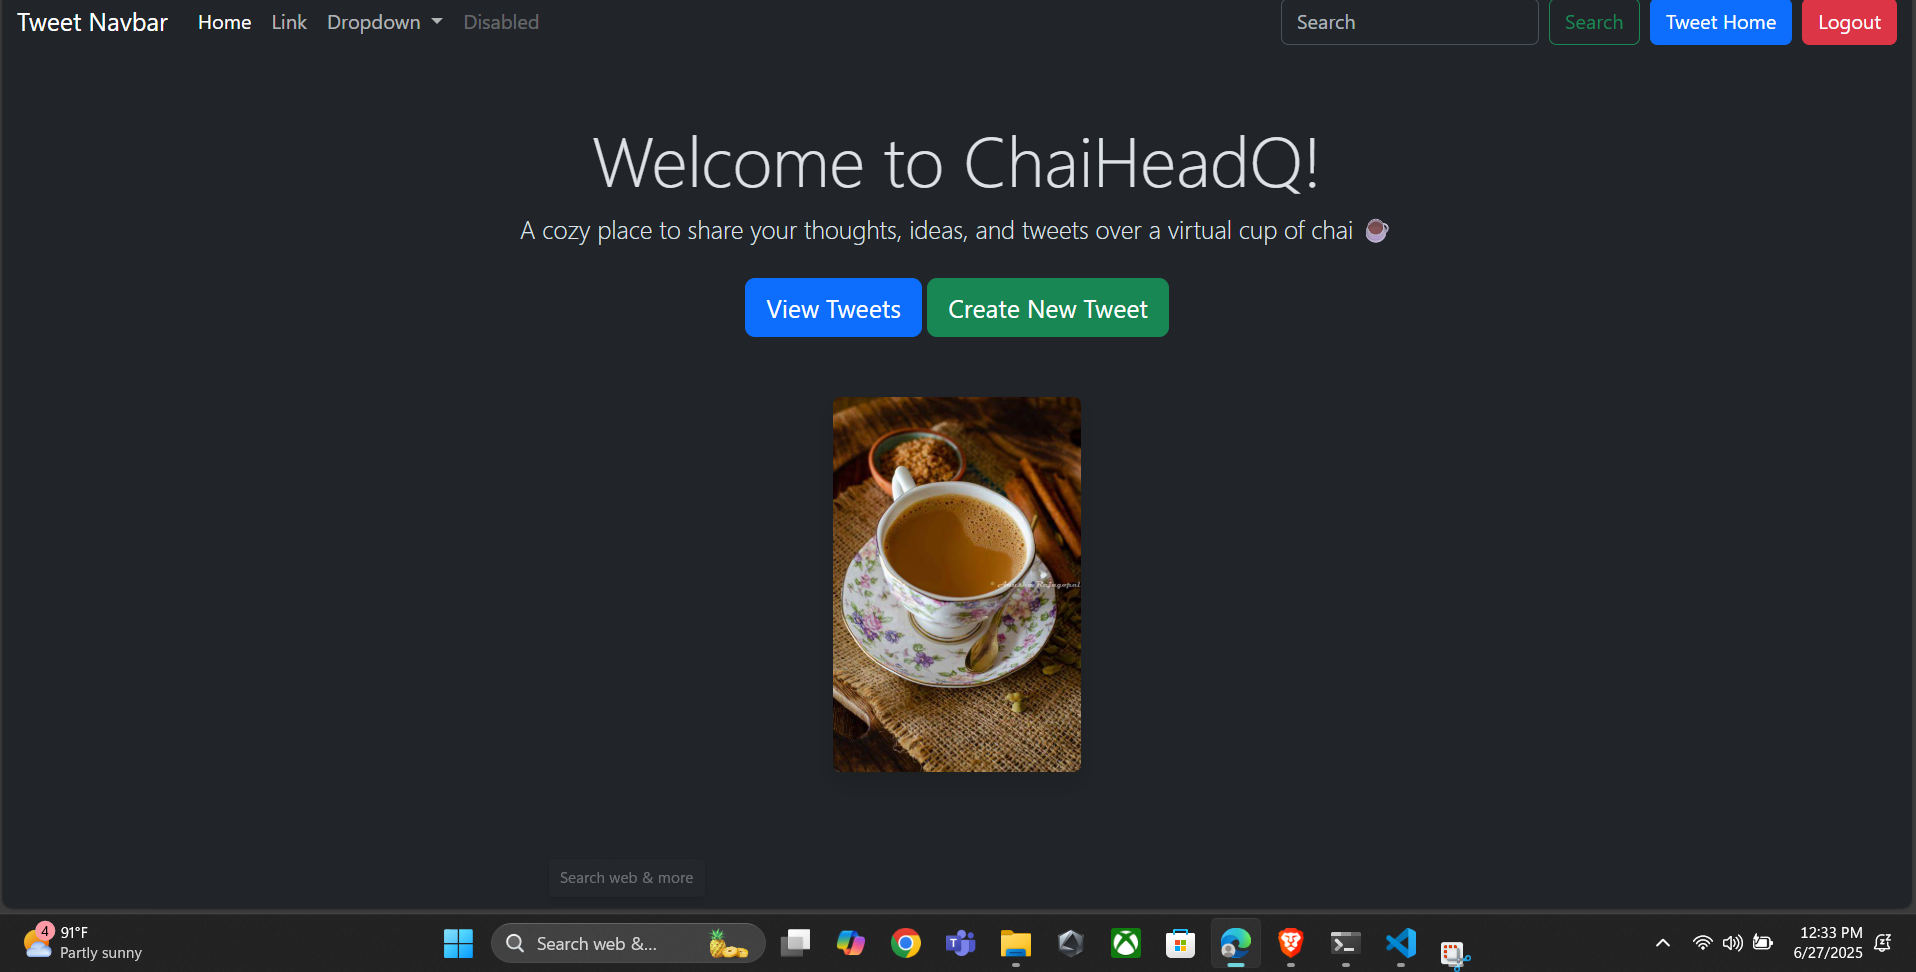 Tweet Navbar Home Link Dropdown Disabled Search Search Tweet Home Logout
Welcome to ChaiHeadQ!
A cozy place to share your thoughts, ideas, and tweets over a virtual cup of chai
View Tweets Create New Tweet
Search web & more
4
91°F
Partly sunny
Search web &...
12:33 PM
6/27/2025